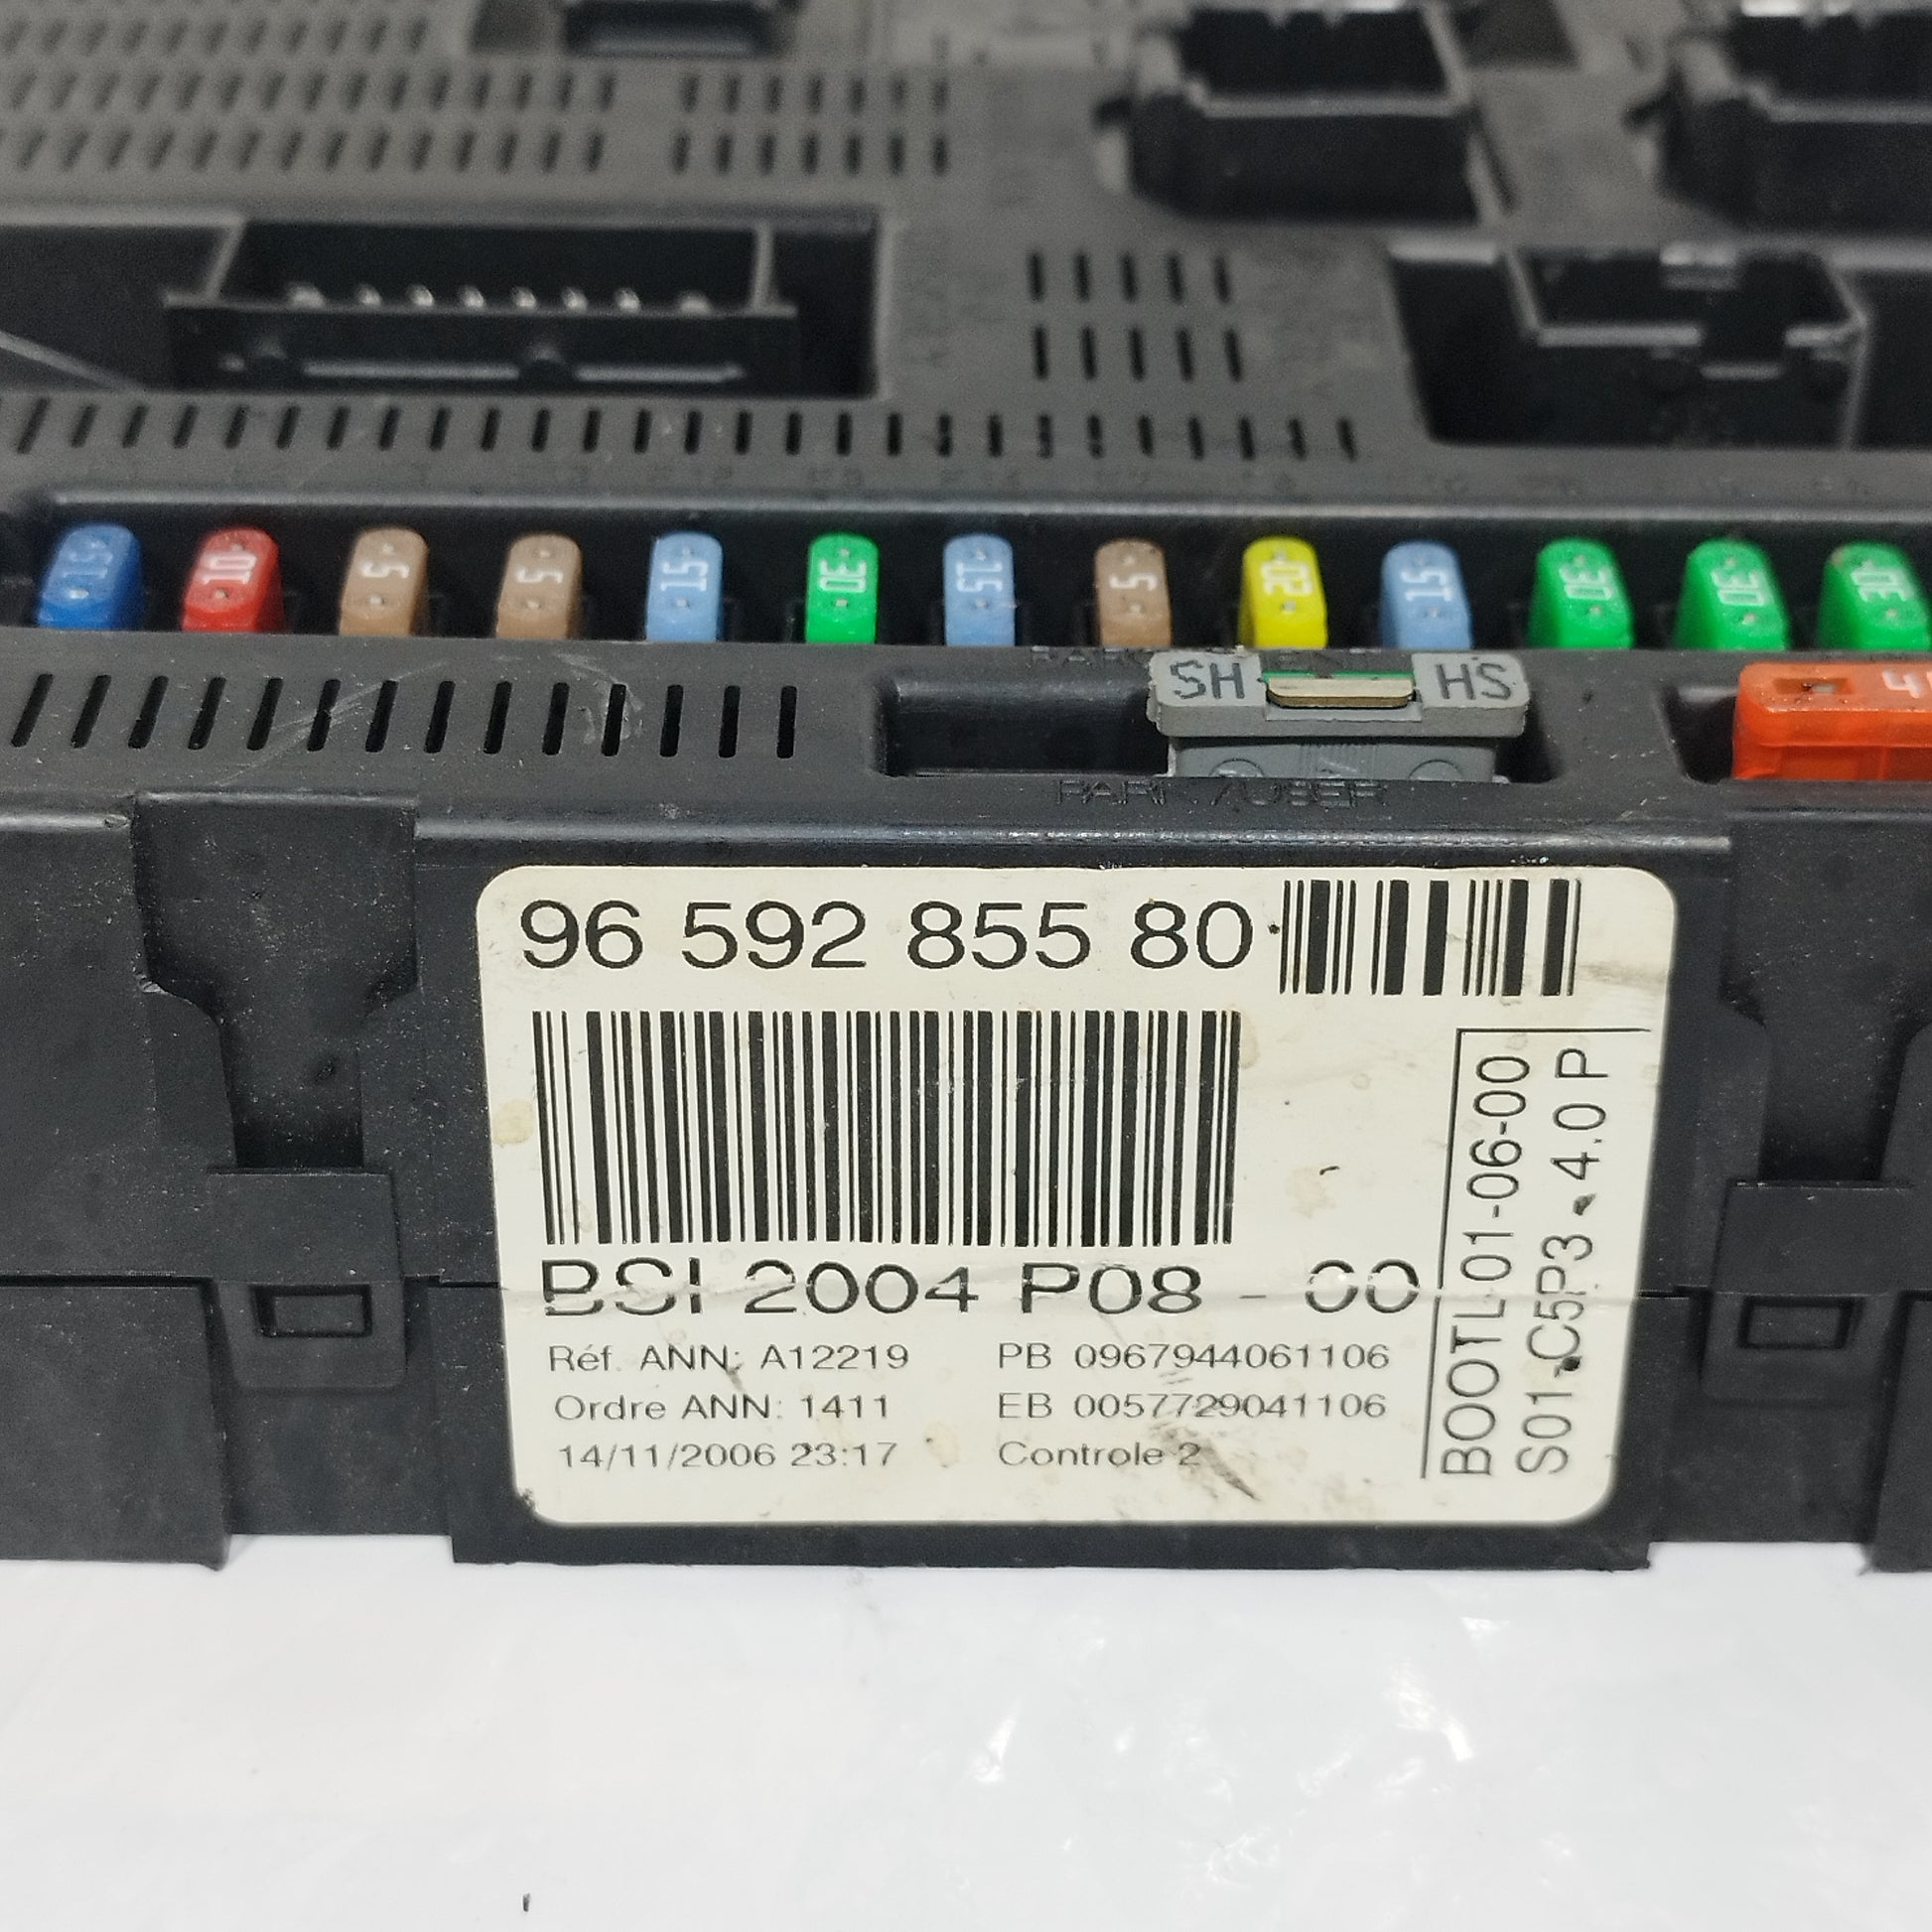 15 10 5 5 15 30 15 5 20 15 30 30 30
SH HS
PARK / USER
96 592 855 80
BSI 2004 P08 - 00
Réf. ANN: A12219 PB 0967944061106
Ordre ANN: 1411 EB 0057729041106
14/11/2006 23:17 Controle 2
BOOTL 01-06-00
S01-C5P3 - 4.0 P